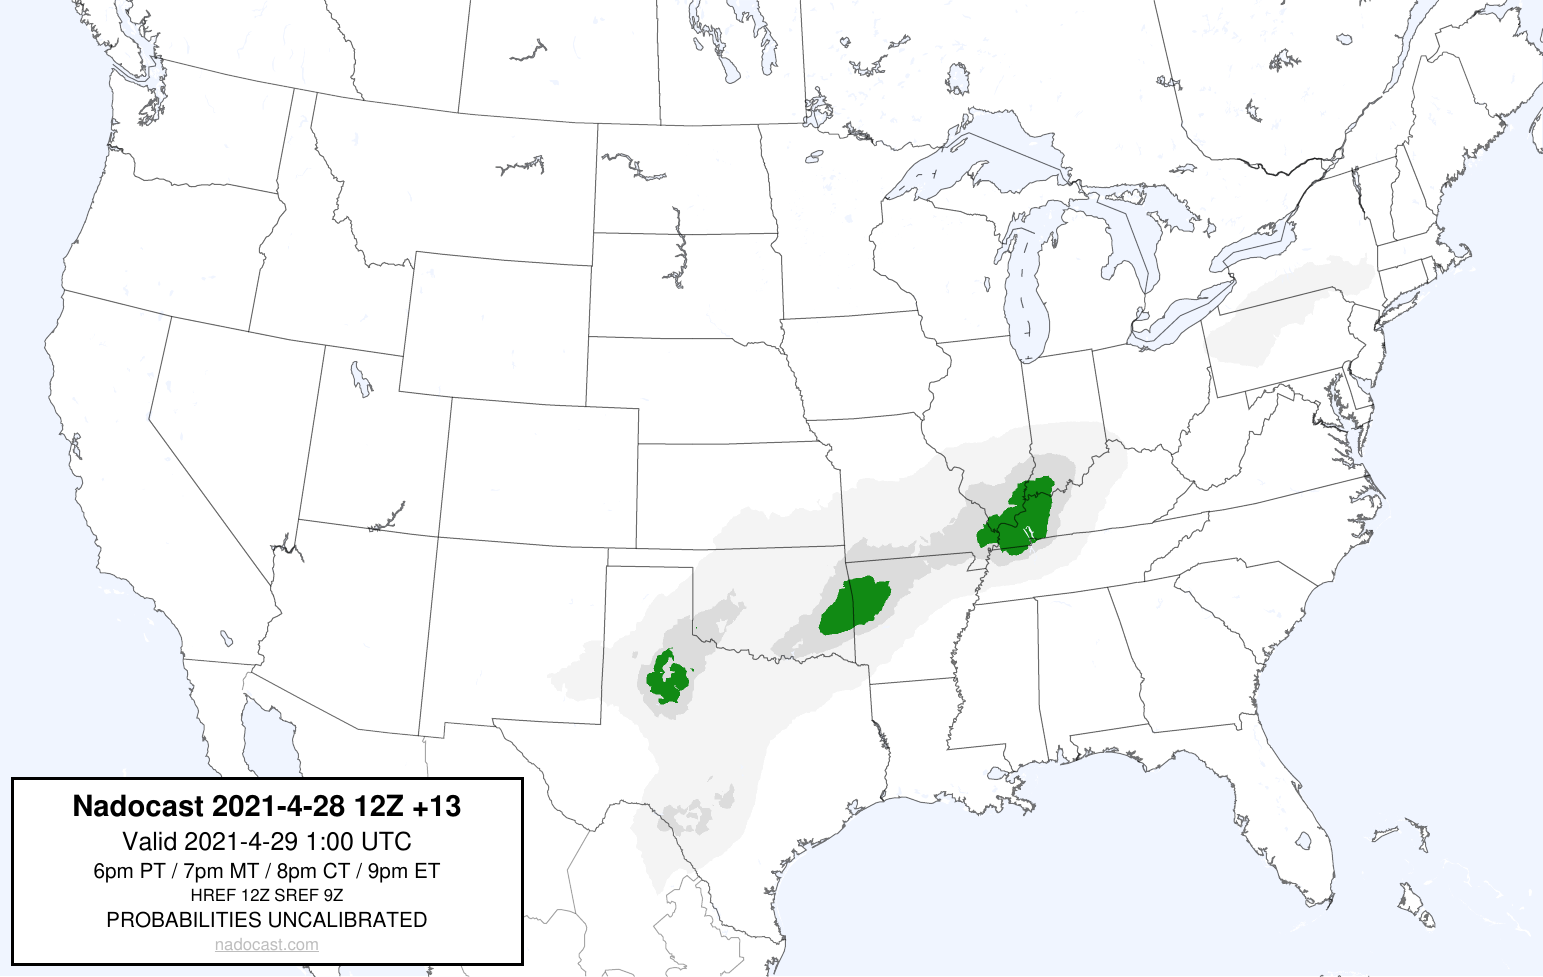 Nadocast 2021-4-28 12Z +13
Valid 2021-4-29 1:00 UTC
6pm PT / 7pm MT / 8pm CT / 9pm ET
HREF 12Z SREF 9Z
PROBABILITIES UNCALIBRATED
nadocast.com